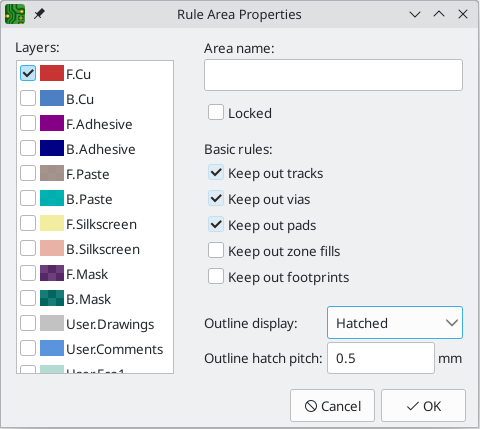 Rule Area Properties
Layers:
F.Cu
B.Cu
F.Adhesive
B.Adhesive
F.Paste
B.Paste
F.Silkscreen
B.Silkscreen
F.Mask
B.Mask
User.Drawings
User.Comments
User.Eco1
Area name:
Locked
Basic rules:
Keep out tracks
Keep out vias
Keep out pads
Keep out zone fills
Keep out footprints
Outline display: Hatched
Outline hatch pitch: 0.5 mm
Cancel OK